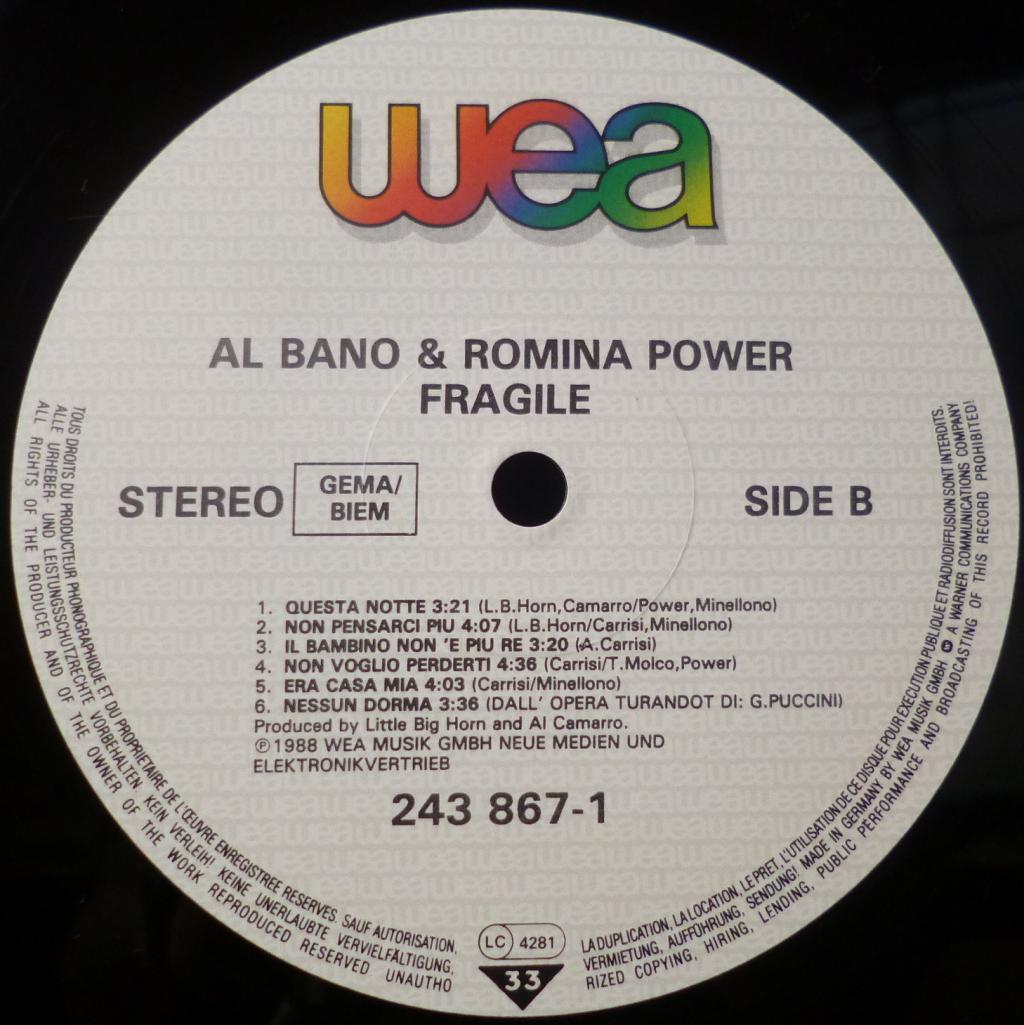 wea
AL BANO & ROMINA POWER
FRAGILE
STEREO
GEMA/
BIEM
SIDE B
1. QUESTA NOTTE 3:21 (L.B.Horn,Camarro/Power,Minellono)
2. NON PENSARCI PIU 4:07 (L.B.Horn/Carrisi,Minellono)
3. IL BAMBINO NON 'E PIU RE 3:20 (A.Carrisi)
4. NON VOGLIO PERDERTI 4:36 (Carrisi/T.Molco,Power)
5. ERA CASA MIA 4:03 (Carrisi/Minellono)
6. NESSUN DORMA 3:36 (DALL' OPERA TURANDOT DI: G.PUCCINI)
Produced by Little Big Horn and Al Camarro.
℗1988 WEA MUSIK GMBH NEUE MEDIEN UND
ELEKTRONIKVERTRIEB
243 867-1
TOUS DROITS DU PRODUCTEUR PHONOGRAPHIQUE ET DU PROPRIETAIRE DE L'ŒUVRE ENREGISTREE RESERVES. SAUF AUTORISATION, LA DUPLICATION, LA LOCATION, LE PRET, L'UTILISATION DE CE DISQUE POUR EXECUTION PUBLIQUE ET RADIODIFFUSION SONT INTERDITS.
ALLE URHEBER- UND LEISTUNGSSCHUTZRECHTE VORBEHALTEN. KEIN VERLEIH! KEINE UNERLAUBTE VERVIELFÄLTIGUNG, VERMIETUNG, AUFFÜHRUNG, SENDUNG! MADE IN GERMANY BY WEA MUSIK GMBH A WARNER COMMUNICATIONS COMPANY
ALL RIGHTS OF THE PRODUCER AND OF THE OWNER OF THE WORK REPRODUCED RESERVED UNAUTHORIZED COPYING, HIRING, LENDING, PUBLIC PERFORMANCE AND BROADCASTING OF THIS RECORD PROHIBITED!
LC 4281
33